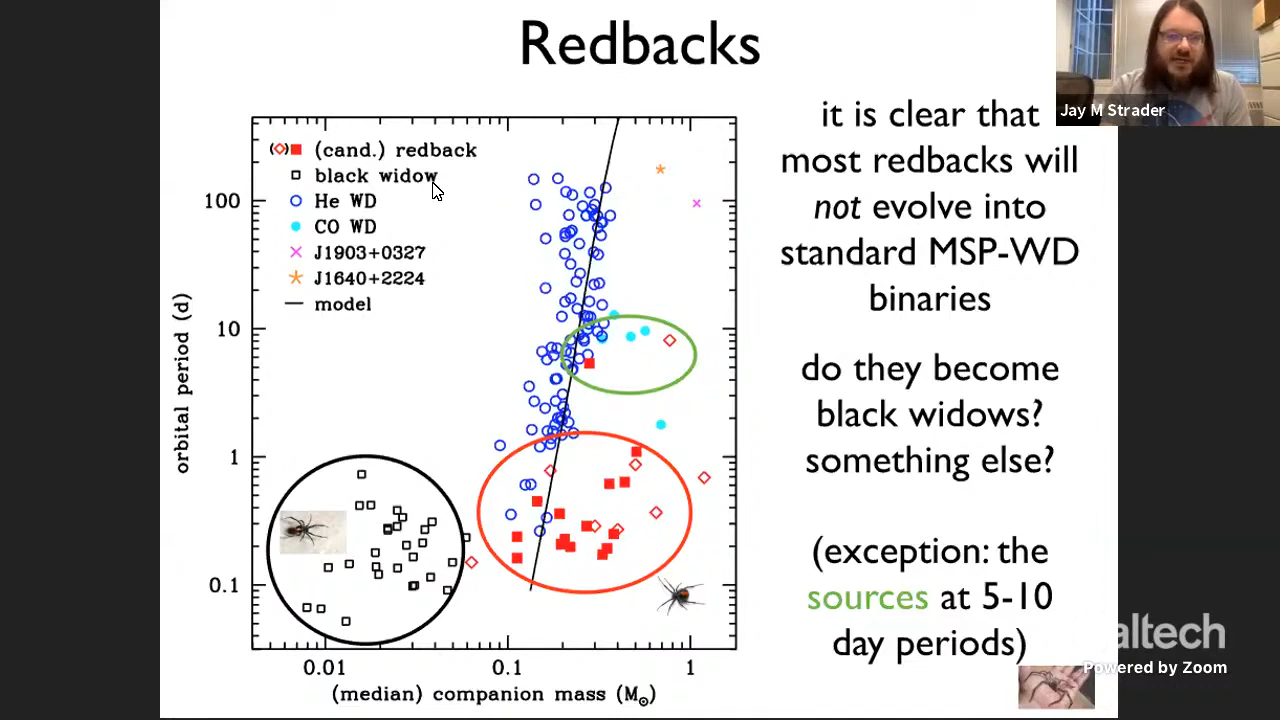 Redbacks
Jay M Strader
it is clear that
most redbacks will
not evolve into
standard MSP-WD
binaries
do they become
black widows?
something else?
(exception: the
sources at 5-10
day periods)
(cand.) redback
black widow
He WD
CO WD
J1903+0327
J1640+2224
model
orbital period (d)
100
10
1
0.1
0.01
0.1
1
(median) companion mass (M⊙)
altech
Powered by Zoom